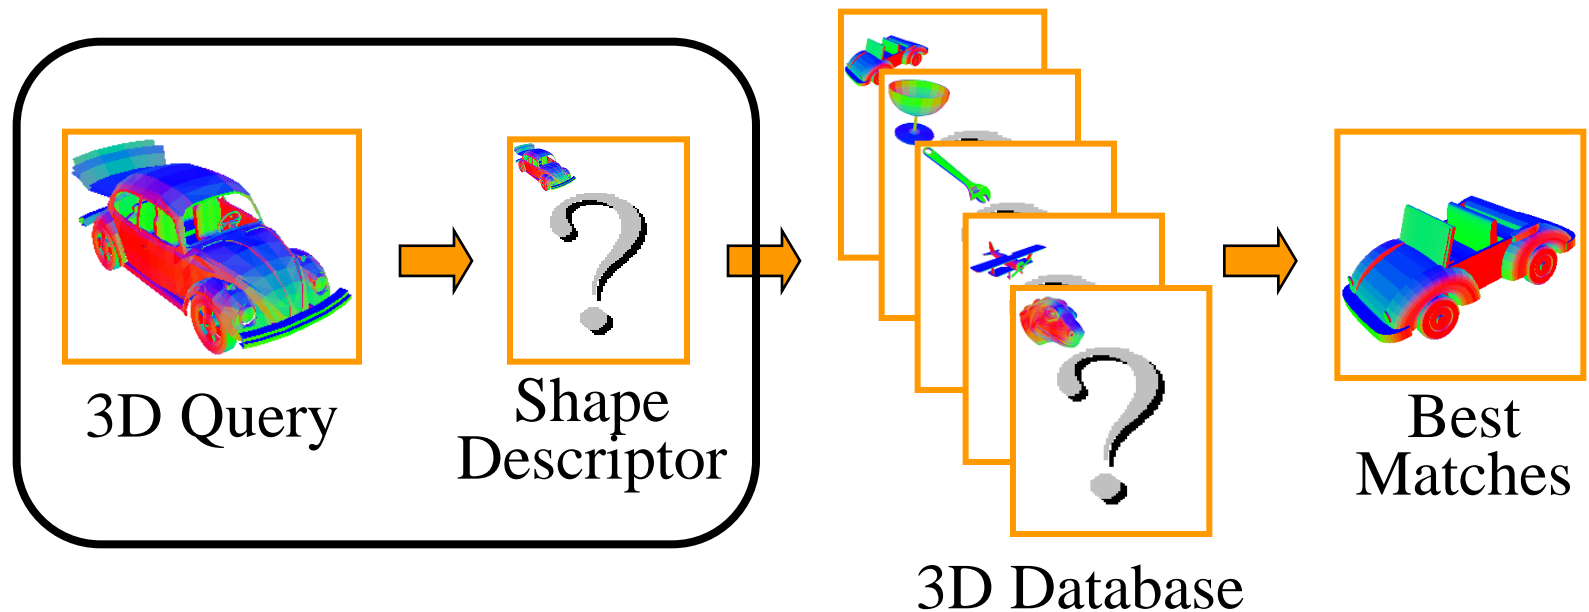 3D Query
Shape
Descriptor
3D Database
Best
Matches